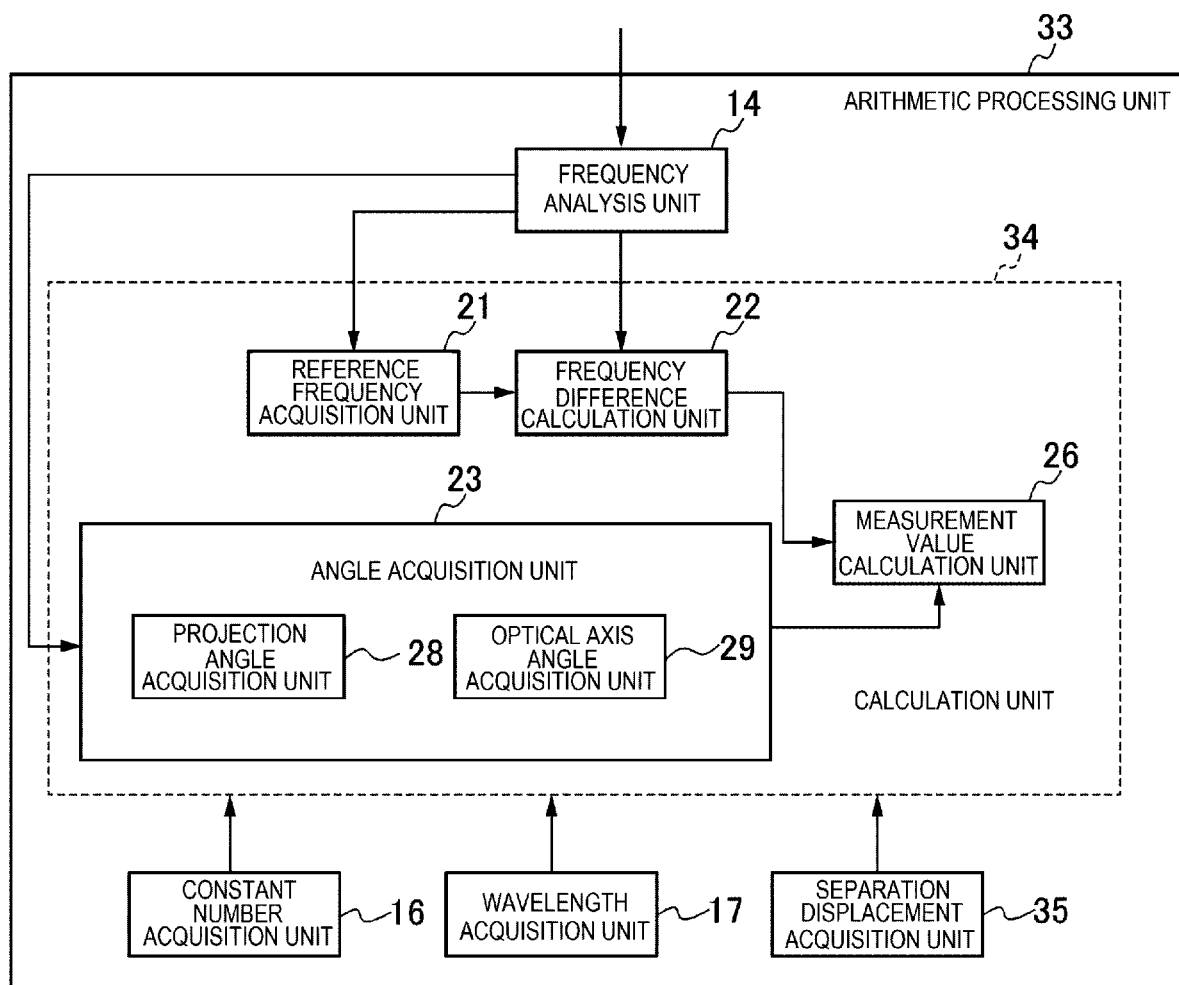 33
ARITHMETIC PROCESSING UNIT
14
FREQUENCY
ANALYSIS UNIT
34
21
22
REFERENCE
FREQUENCY
ACQUISITION UNIT
FREQUENCY
DIFFERENCE
CALCULATION UNIT
23
26
ANGLE ACQUISITION UNIT
MEASUREMENT
VALUE
CALCULATION UNIT
PROJECTION
ANGLE
ACQUISITION UNIT
28
OPTICAL AXIS
ANGLE
ACQUISITION UNIT
29
CALCULATION UNIT
CONSTANT
NUMBER
ACQUISITION UNIT
16
WAVELENGTH
ACQUISITION UNIT
17
SEPARATION
DISPLACEMENT
ACQUISITION UNIT
35